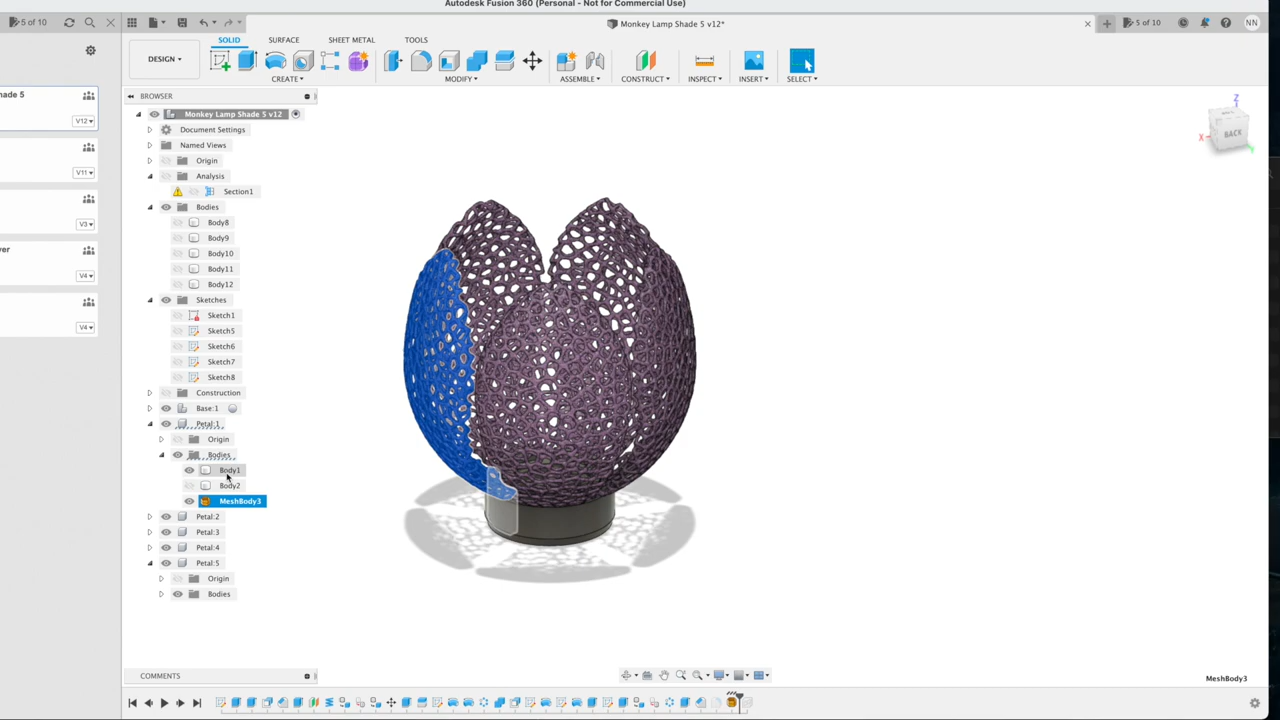 Autodesk Fusion 360 (Personal - Not for Commercial Use)
5 of 10
Monkey Lamp Shade 5 v12*
5 of 10
NN
SOLID
SURFACE
SHEET METAL
TOOLS
DESIGN
CREATE
MODIFY
ASSEMBLE
CONSTRUCT
INSPECT
INSERT
SELECT
BROWSER
Monkey Lamp Shade 5 v12
Document Settings
Named Views
Origin
Analysis
Section1
Bodies
Body8
Body9
Body10
Body11
Body12
Sketches
Sketch1
Sketch5
Sketch6
Sketch7
Sketch8
Construction
Base:1
Petal:1
Origin
Bodies
Body1
Body2
MeshBody3
Petal:2
Petal:3
Petal:4
Petal:5
Origin
Bodies
hade 5
V12
V11
V3
ver
V4
V4
Z
X
Y
BACK
COMMENTS
MeshBody3